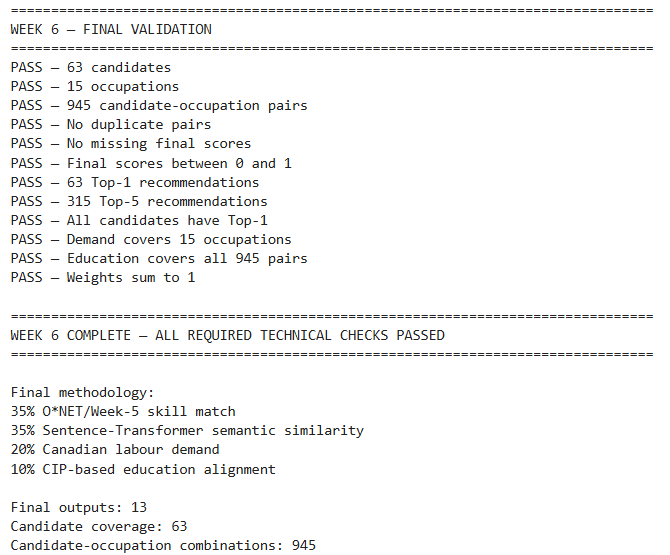 ================================================================================
WEEK 6 — FINAL VALIDATION
================================================================================
PASS — 63 candidates
PASS — 15 occupations
PASS — 945 candidate-occupation pairs
PASS — No duplicate pairs
PASS — No missing final scores
PASS — Final scores between 0 and 1
PASS — 63 Top-1 recommendations
PASS — 315 Top-5 recommendations
PASS — All candidates have Top-1
PASS — Demand covers 15 occupations
PASS — Education covers all 945 pairs
PASS — Weights sum to 1

================================================================================
WEEK 6 COMPLETE — ALL REQUIRED TECHNICAL CHECKS PASSED
================================================================================

Final methodology:
35% O*NET/Week-5 skill match
35% Sentence-Transformer semantic similarity
20% Canadian labour demand
10% CIP-based education alignment

Final outputs: 13
Candidate coverage: 63
Candidate-occupation combinations: 945